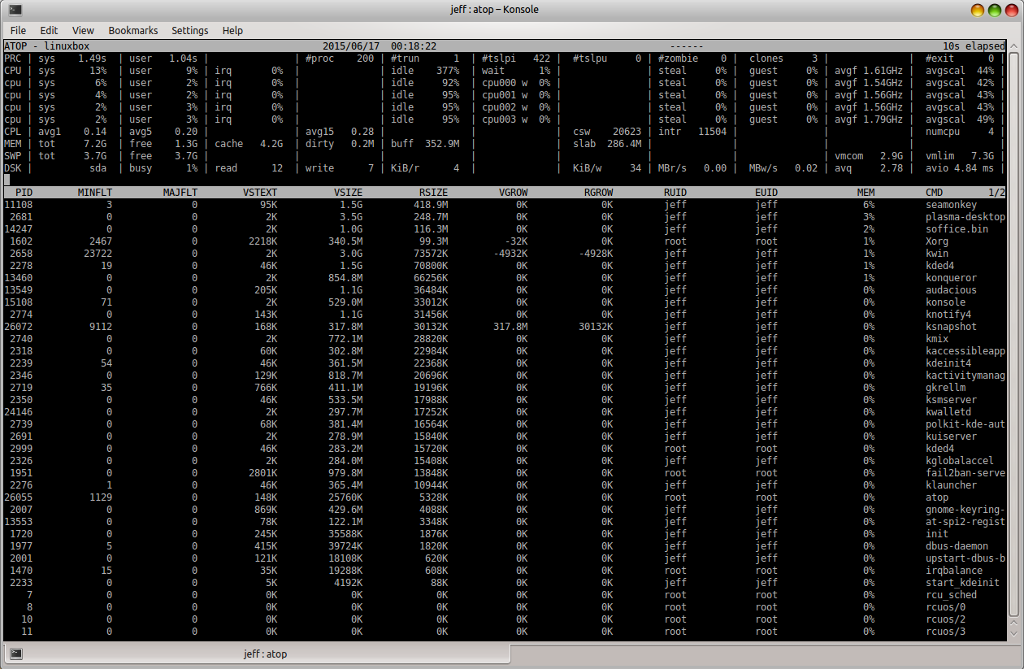 jeff : atop – Konsole
File Edit View Bookmarks Settings Help
ATOP - linuxbox 2015/06/17 00:18:22 ------ 10s elapsed
PRC | sys 1.49s | user 1.04s | | #proc 200 | #trun 1 | #tslpi 422 | #tslpu 0 | #zombie 0 | clones 3 | | #exit 0 |
CPU | sys 13% | user 9% | irq 0% | | idle 377% | wait 1% | | steal 0% | guest 0% | avgf 1.61GHz | avgscal 44% |
cpu | sys 6% | user 2% | irq 0% | | idle 92% | cpu000 w 0% | | steal 0% | guest 0% | avgf 1.54GHz | avgscal 42% |
cpu | sys 4% | user 2% | irq 0% | | idle 95% | cpu001 w 0% | | steal 0% | guest 0% | avgf 1.56GHz | avgscal 43% |
cpu | sys 2% | user 3% | irq 0% | | idle 95% | cpu002 w 0% | | steal 0% | guest 0% | avgf 1.56GHz | avgscal 43% |
cpu | sys 2% | user 3% | irq 0% | | idle 95% | cpu003 w 0% | | steal 0% | guest 0% | avgf 1.79GHz | avgscal 49% |
CPL | avg1 0.14 | avg5 0.20 | | avg15 0.28 | | | csw 20623 | intr 11504 | | | numcpu 4 |
MEM | tot 7.2G | free 1.3G | cache 4.2G | dirty 0.2M | buff 352.9M | | slab 286.4M | | | | |
SWP | tot 3.7G | free 3.7G | | | | | | | | vmcom 2.9G | vmlim 7.3G |
DSK | sda | busy 1% | read 12 | write 7 | KiB/r 4 | | KiB/w 34 | MBr/s 0.00 | MBw/s 0.02 | avq 2.78 | avio 4.84 ms |
PID MINFLT MAJFLT VSTEXT VSIZE RSIZE VGROW RGROW RUID EUID MEM CMD 1/2
11108 3 0 95K 1.5G 418.9M 0K 0K jeff jeff 6% seamonkey
2681 0 0 2K 3.5G 248.7M 0K 0K jeff jeff 3% plasma-desktop
14247 0 0 2K 1.0G 116.3M 0K 0K jeff jeff 2% soffice.bin
1602 2467 0 2218K 340.5M 99.3M -32K 0K root root 1% Xorg
2658 23722 0 2K 3.0G 73572K -4932K -4928K jeff jeff 1% kwin
2278 19 0 46K 1.5G 70800K 0K 0K jeff jeff 1% kded4
13460 0 0 2K 854.8M 66256K 0K 0K jeff jeff 1% konqueror
13549 0 0 205K 1.1G 36484K 0K 0K jeff jeff 0% audacious
15108 71 0 2K 529.0M 33012K 0K 0K jeff jeff 0% konsole
2774 0 0 143K 1.1G 31456K 0K 0K jeff jeff 0% knotify4
26072 9112 0 168K 317.8M 30132K 317.8M 30132K jeff jeff 0% ksnapshot
2740 0 0 2K 772.1M 28820K 0K 0K jeff jeff 0% kmix
2318 0 0 60K 302.8M 22984K 0K 0K jeff jeff 0% kaccessibleapp
2239 54 0 46K 361.5M 22368K 0K 0K jeff jeff 0% kdeinit4
2346 0 0 129K 818.7M 20696K 0K 0K jeff jeff 0% kactivitymanag
2719 35 0 766K 411.1M 19196K 0K 0K jeff jeff 0% gkrellm
2350 0 0 46K 533.5M 17988K 0K 0K jeff jeff 0% ksmserver
24146 0 0 2K 297.7M 17252K 0K 0K jeff jeff 0% kwalletd
2739 0 0 68K 381.4M 16564K 0K 0K jeff jeff 0% polkit-kde-aut
2691 0 0 2K 278.9M 15840K 0K 0K jeff jeff 0% kuiserver
2999 0 0 46K 283.2M 15720K 0K 0K root root 0% kded4
2326 0 0 2K 284.0M 15408K 0K 0K jeff jeff 0% kglobalaccel
1951 0 0 2801K 979.8M 13848K 0K 0K root root 0% fail2ban-serve
2276 1 0 46K 365.4M 10944K 0K 0K jeff jeff 0% klauncher
26055 1129 0 148K 25760K 5328K 0K 0K root root 0% atop
2007 0 0 869K 429.6M 4088K 0K 0K jeff jeff 0% gnome-keyring-
13553 0 0 78K 122.1M 3348K 0K 0K jeff jeff 0% at-spi2-regist
1720 0 0 245K 35588K 1876K 0K 0K jeff jeff 0% init
1977 5 0 415K 39724K 1820K 0K 0K jeff jeff 0% dbus-daemon
2001 0 0 121K 18108K 620K 0K 0K jeff jeff 0% upstart-dbus-b
1470 15 0 35K 19288K 608K 0K 0K root root 0% irqbalance
2233 0 0 5K 4192K 88K 0K 0K jeff jeff 0% start_kdeinit
7 0 0 0K 0K 0K 0K 0K root root 0% rcu_sched
8 0 0 0K 0K 0K 0K 0K root root 0% rcuos/0
10 0 0 0K 0K 0K 0K 0K root root 0% rcuos/2
11 0 0 0K 0K 0K 0K 0K root root 0% rcuos/3
jeff : atop